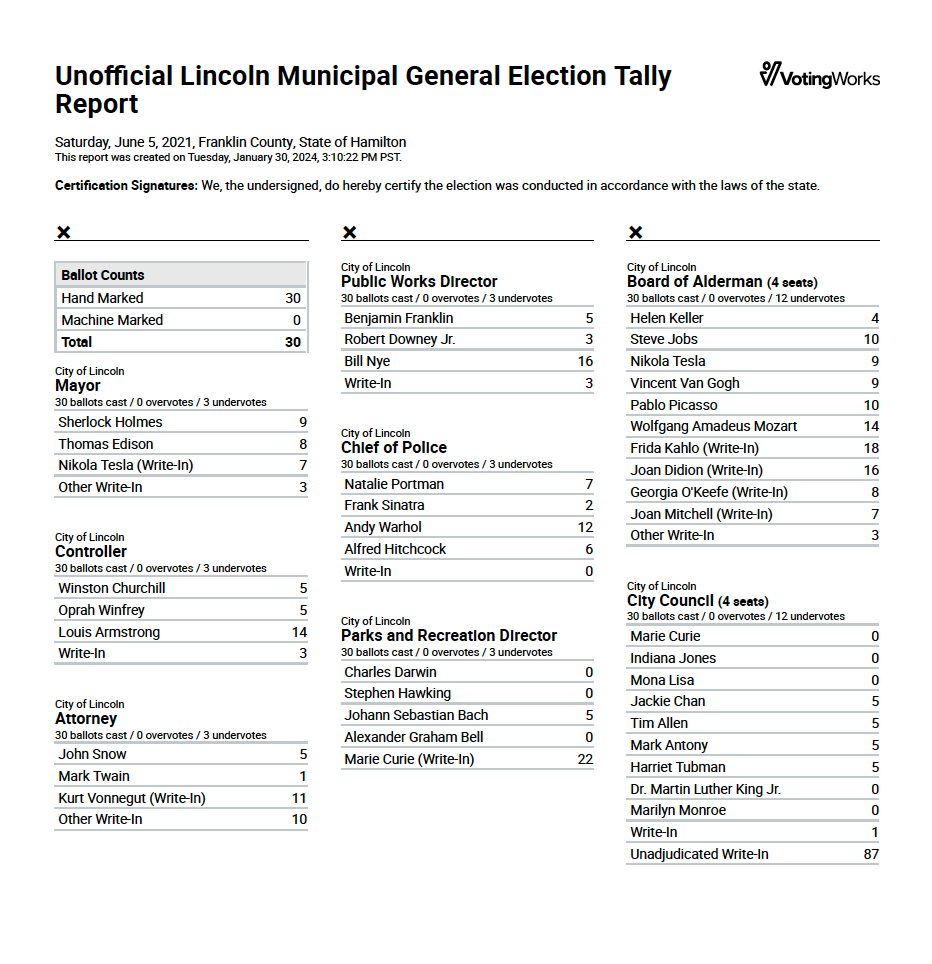 Unofficial Lincoln Municipal General Election Tally
Report
VotingWorks
Saturday, June 5, 2021, Franklin County, State of Hamilton
This report was created on Tuesday, January 30, 2024, 3:10:22 PM PST.
Certification Signatures: We, the undersigned, do hereby certify the election was conducted in accordance with the laws of the state.
Ballot Counts
Hand Marked 30
Machine Marked 0
Total 30
City of Lincoln
Mayor
30 ballots cast / 0 overvotes / 3 undervotes
Sherlock Holmes 9
Thomas Edison 8
Nikola Tesla (Write-In) 7
Other Write-In 3
City of Lincoln
Controller
30 ballots cast / 0 overvotes / 3 undervotes
Winston Churchill 5
Oprah Winfrey 5
Louis Armstrong 14
Write-In 3
City of Lincoln
Attorney
30 ballots cast / 0 overvotes / 3 undervotes
John Snow 5
Mark Twain 1
Kurt Vonnegut (Write-In) 11
Other Write-In 10
City of Lincoln
Public Works Director
30 ballots cast / 0 overvotes / 3 undervotes
Benjamin Franklin 5
Robert Downey Jr. 3
Bill Nye 16
Write-In 3
City of Lincoln
Chief of Police
30 ballots cast / 0 overvotes / 3 undervotes
Natalie Portman 7
Frank Sinatra 2
Andy Warhol 12
Alfred Hitchcock 6
Write-In 0
City of Lincoln
Parks and Recreation Director
30 ballots cast / 0 overvotes / 3 undervotes
Charles Darwin 0
Stephen Hawking 0
Johann Sebastian Bach 5
Alexander Graham Bell 0
Marie Curie (Write-In) 22
City of Lincoln
Board of Alderman (4 seats)
30 ballots cast / 0 overvotes / 12 undervotes
Helen Keller 4
Steve Jobs 10
Nikola Tesla 9
Vincent Van Gogh 9
Pablo Picasso 10
Wolfgang Amadeus Mozart 14
Frida Kahlo (Write-In) 18
Joan Didion (Write-In) 16
Georgia O'Keefe (Write-In) 8
Joan Mitchell (Write-In) 7
Other Write-In 3
City of Lincoln
City Council (4 seats)
30 ballots cast / 0 overvotes / 12 undervotes
Marie Curie 0
Indiana Jones 0
Mona Lisa 0
Jackie Chan 5
Tim Allen 5
Mark Antony 5
Harriet Tubman 5
Dr. Martin Luther King Jr. 0
Marilyn Monroe 0
Write-In 1
Unadjudicated Write-In 87